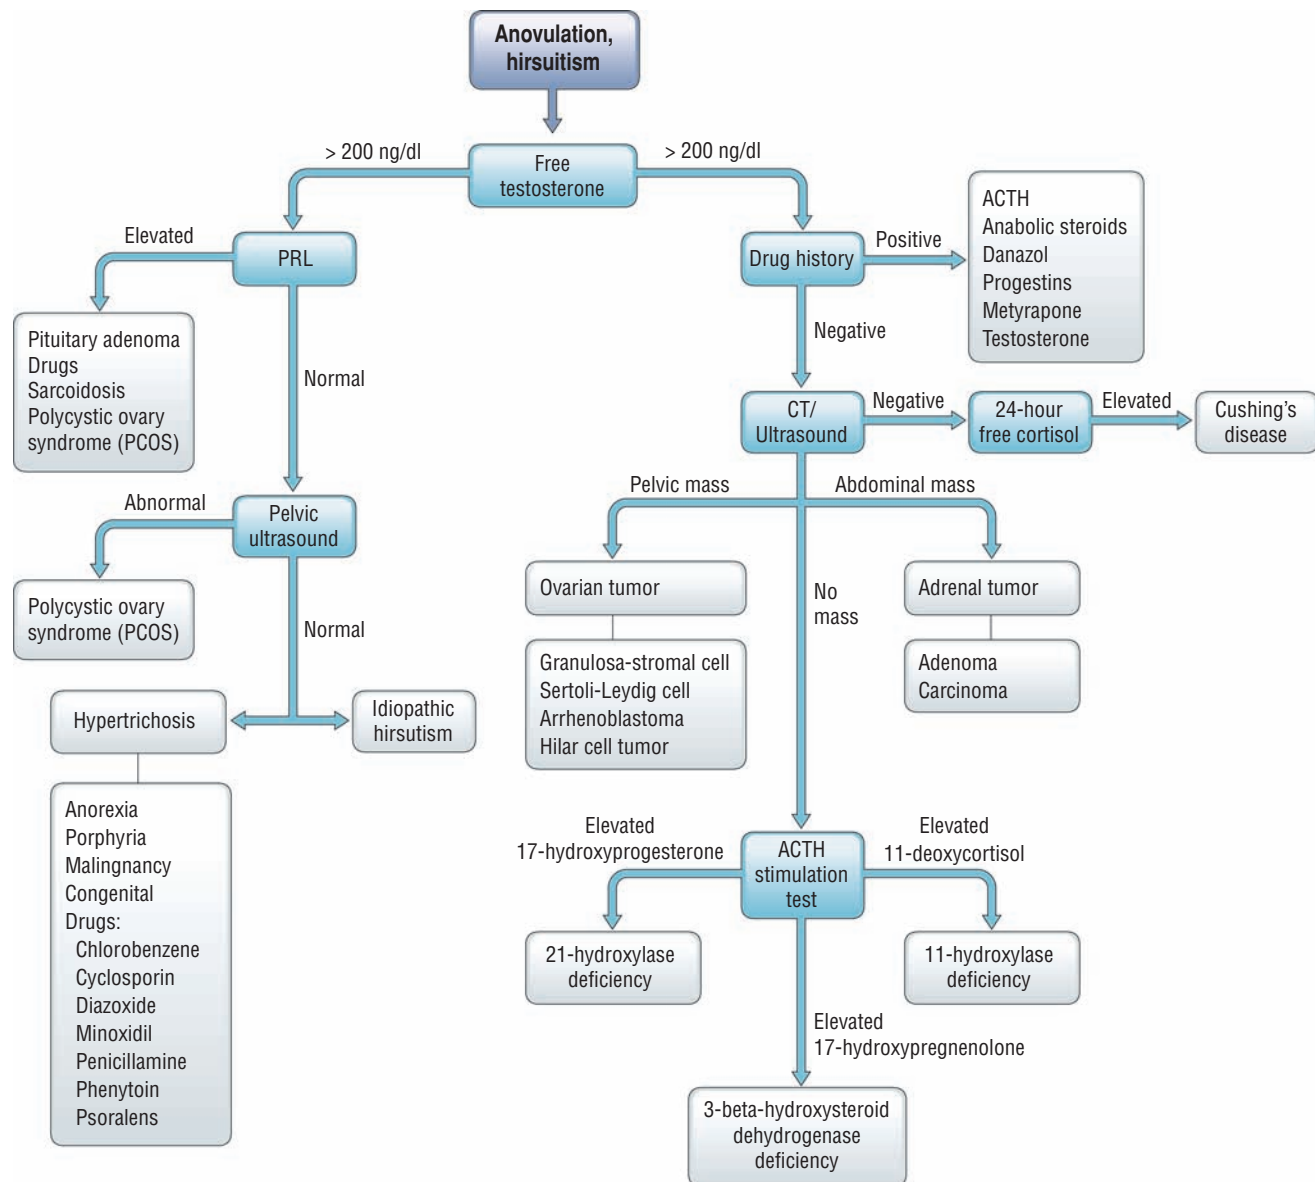 Anovulation,
hirsuitism
> 200 ng/dl
> 200 ng/dl
Free
testosterone
Elevated
PRL
Drug history
Positive
ACTH
Anabolic steroids
Danazol
Progestins
Metyrapone
Testosterone
Pituitary adenoma
Drugs
Sarcoidosis
Polycystic ovary
syndrome (PCOS)
Normal
Negative
CT/
Ultrasound
Negative
24-hour
free cortisol
Elevated
Cushing's
disease
Abnormal
Pelvic
ultrasound
Pelvic mass
Abdominal mass
Polycystic ovary
syndrome (PCOS)
Normal
Ovarian tumor
No
mass
Adrenal tumor
Granulosa-stromal cell
Sertoli-Leydig cell
Arrhenoblastoma
Hilar cell tumor
Adenoma
Carcinoma
Hypertrichosis
Idiopathic
hirsutism
Anorexia
Porphyria
Malingnancy
Congenital
Drugs:
Chlorobenzene
Cyclosporin
Diazoxide
Minoxidil
Penicillamine
Phenytoin
Psoralens
Elevated
17-hydroxyprogesterone
ACTH
stimulation
test
Elevated
11-deoxycortisol
21-hydroxylase
deficiency
11-hydroxylase
deficiency
Elevated
17-hydroxypregnenolone
3-beta-hydroxysteroid
dehydrogenase
deficiency